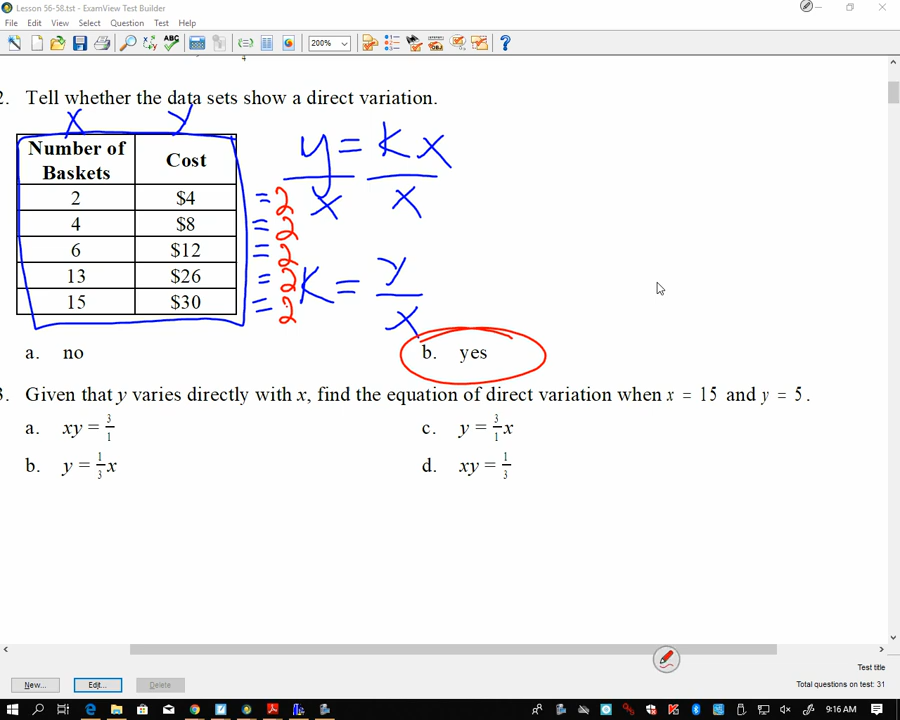 Lesson 56-58.tst - ExamView Test Builder
File Edit View Select Question Test Help
200%
4
2. Tell whether the data sets show a direct variation.
x y
Number of Baskets Cost
2 $4 = 2
4 $8 = 2
6 $12 = 2
13 $26 = 2
15 $30 = 2
y = kx
x x
K = y
x
a. no b. yes
3. Given that y varies directly with x, find the equation of direct variation when x = 15 and y = 5.
a. xy = 3/1 c. y = 3/1 x
b. y = 1/3 x d. xy = 1/3
Test title
New... Edit... Delete Total questions on test: 31
9:16 AM